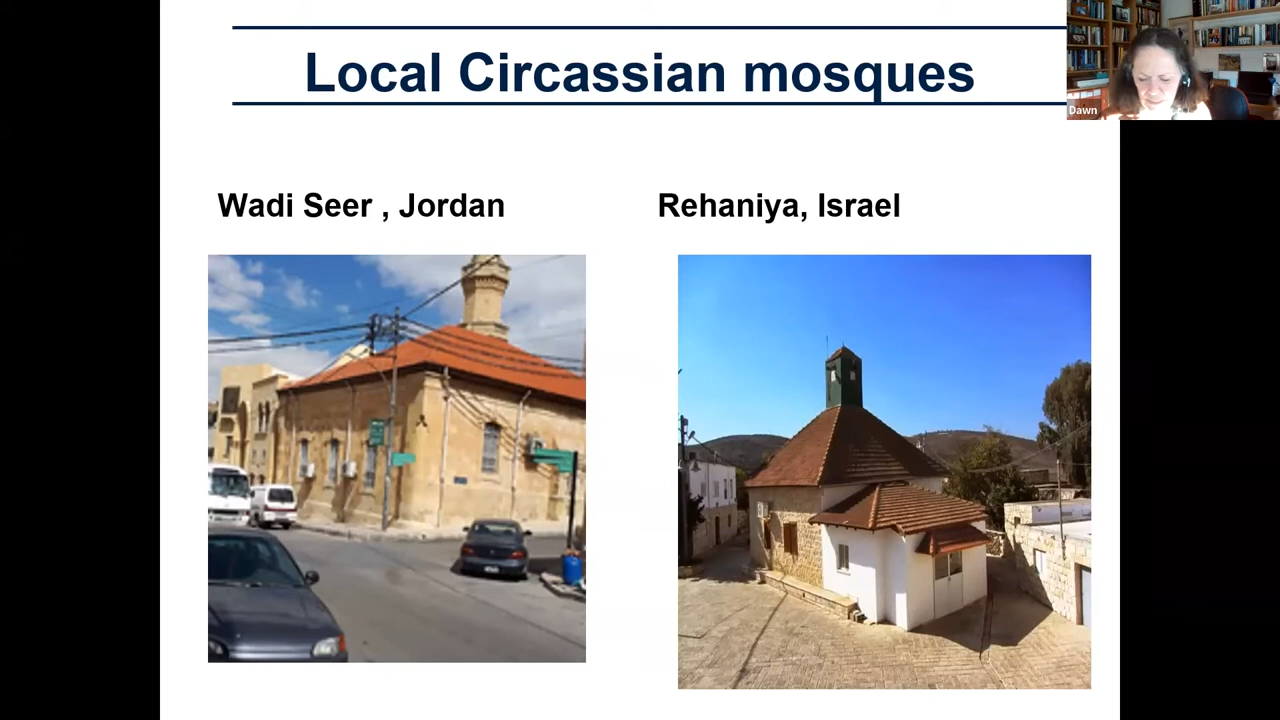 Local Circassian mosques
Dawn
Wadi Seer , Jordan
Rehaniya, Israel